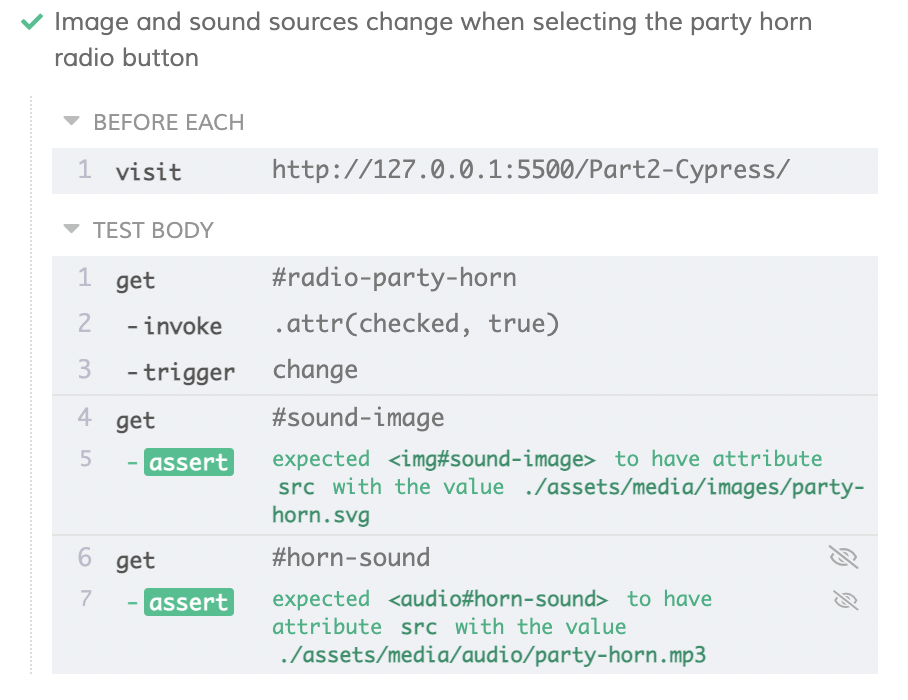 Image and sound sources change when selecting the party horn
radio button
BEFORE EACH
1 visit http://127.0.0.1:5500/Part2-Cypress/
TEST BODY
1 get #radio-party-horn
2 -invoke .attr(checked, true)
3 -trigger change
4 get #sound-image
5 -assert expected <img#sound-image> to have attribute
src with the value ./assets/media/images/party-
horn.svg
6 get #horn-sound
7 -assert expected <audio#horn-sound> to have
attribute src with the value
./assets/media/audio/party-horn.mp3